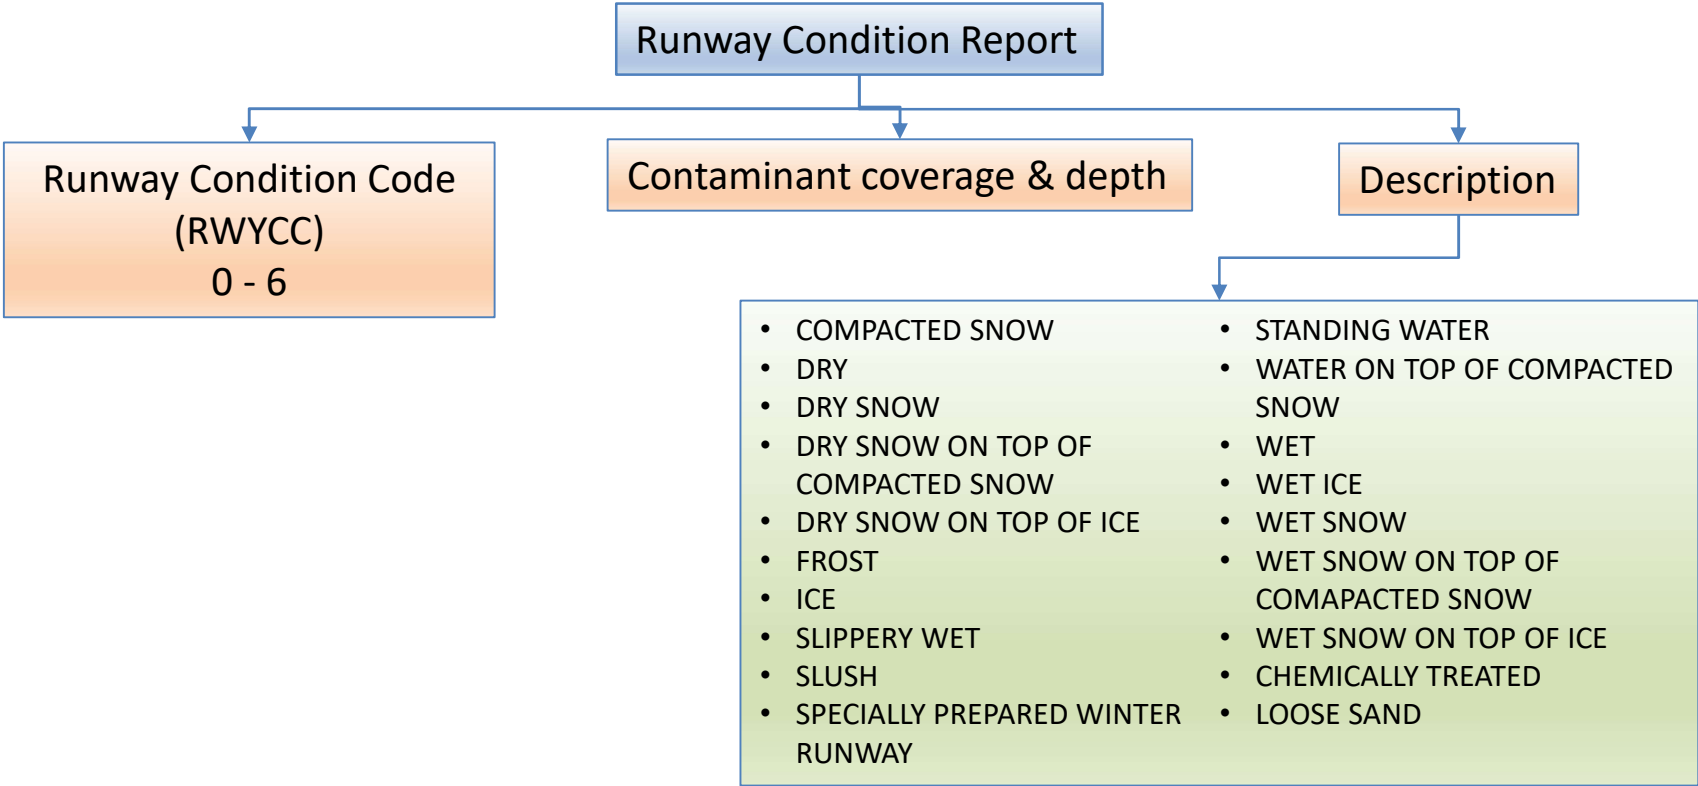 Runway Condition Report
Runway Condition Code
(RWYCC)
0 - 6
Contaminant coverage & depth
Description
• COMPACTED SNOW
• DRY
• DRY SNOW
• DRY SNOW ON TOP OF
COMPACTED SNOW
• DRY SNOW ON TOP OF ICE
• FROST
• ICE
• SLIPPERY WET
• SLUSH
• SPECIALLY PREPARED WINTER
RUNWAY
• STANDING WATER
• WATER ON TOP OF COMPACTED
SNOW
• WET
• WET ICE
• WET SNOW
• WET SNOW ON TOP OF
COMAPACTED SNOW
• WET SNOW ON TOP OF ICE
• CHEMICALLY TREATED
• LOOSE SAND